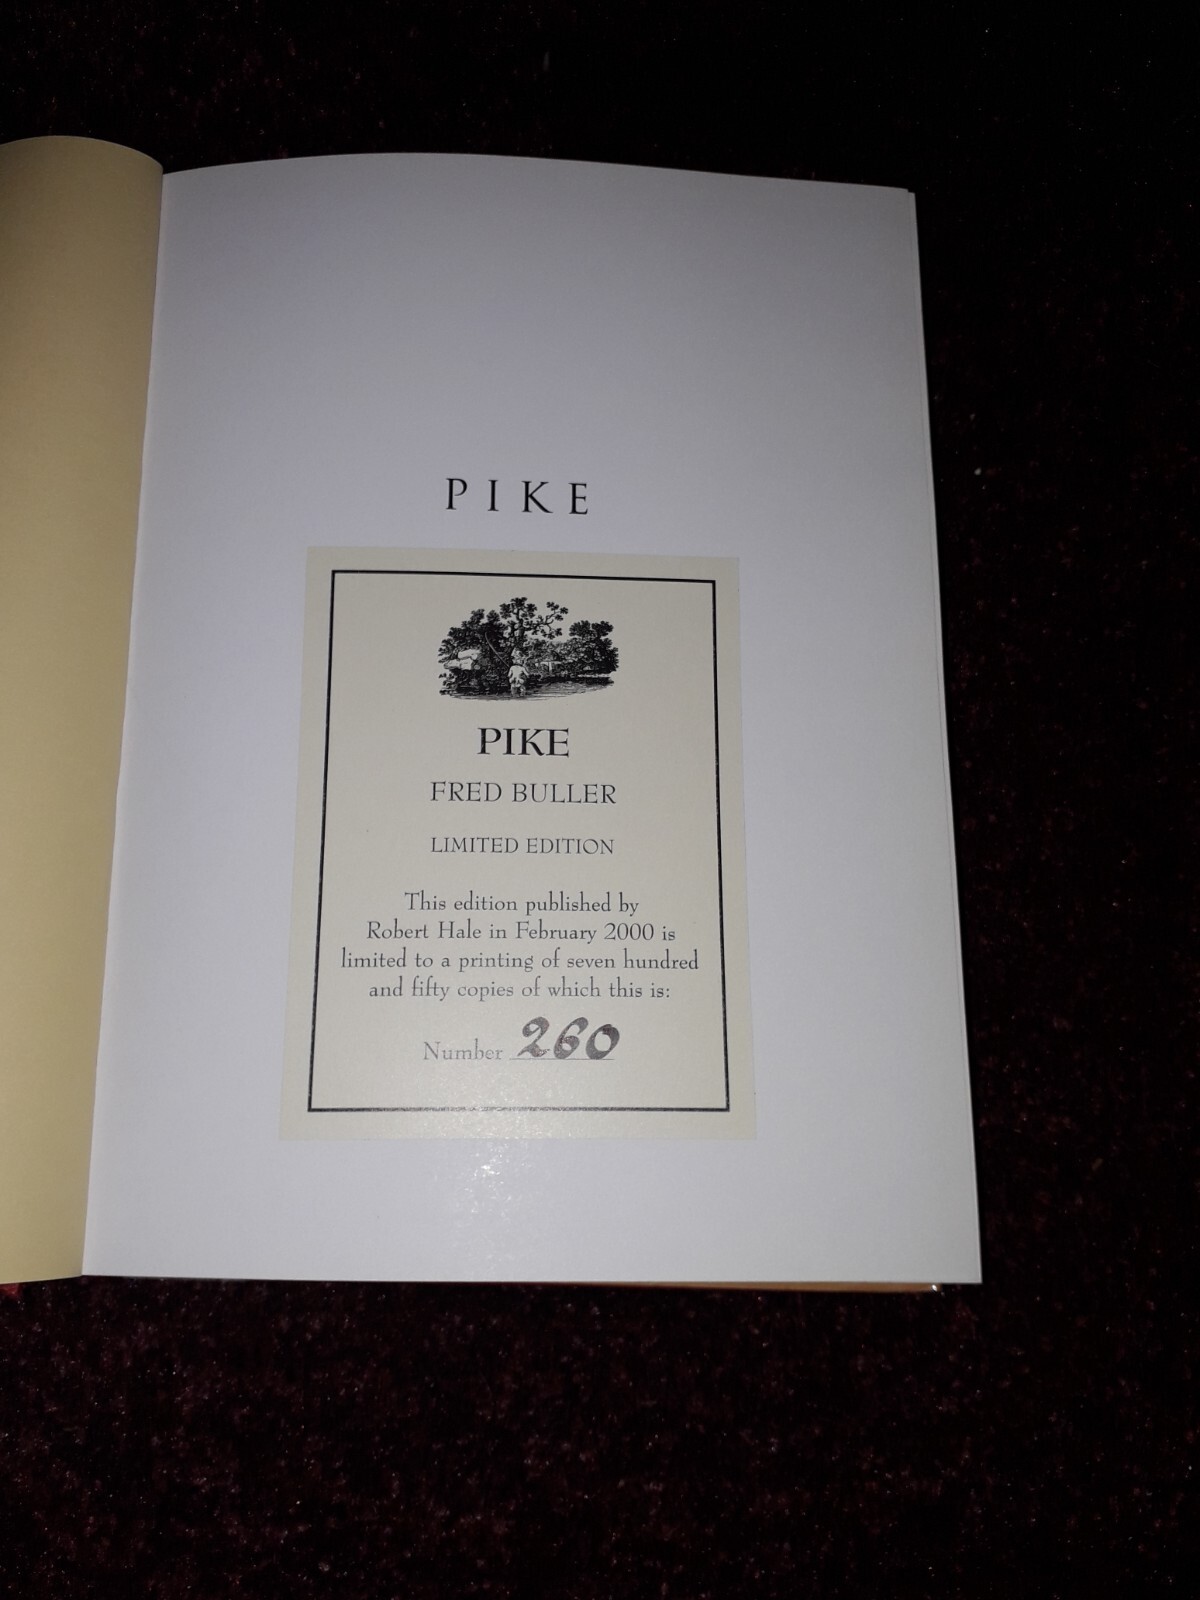 PIKE
PIKE
FRED BULLER
LIMITED EDITION
This edition published by
Robert Hale in February 2000 is
limited to a printing of seven hundred
and fifty copies of which this is:
Number 260